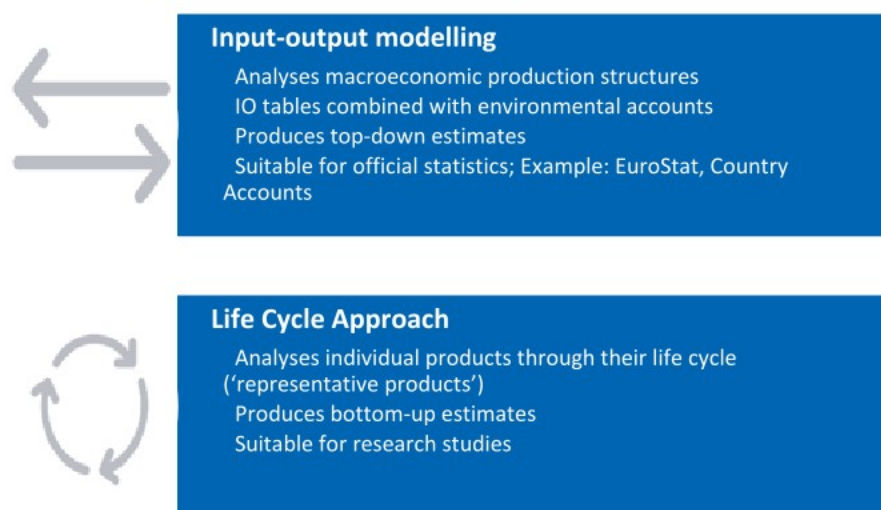 Input-output modelling
Analyses macroeconomic production structures
IO tables combined with environmental accounts
Produces top-down estimates
Suitable for official statistics; Example: EuroStat, Country
Accounts
Life Cycle Approach
Analyses individual products through their life cycle
(‘representative products’)
Produces bottom-up estimates
Suitable for research studies